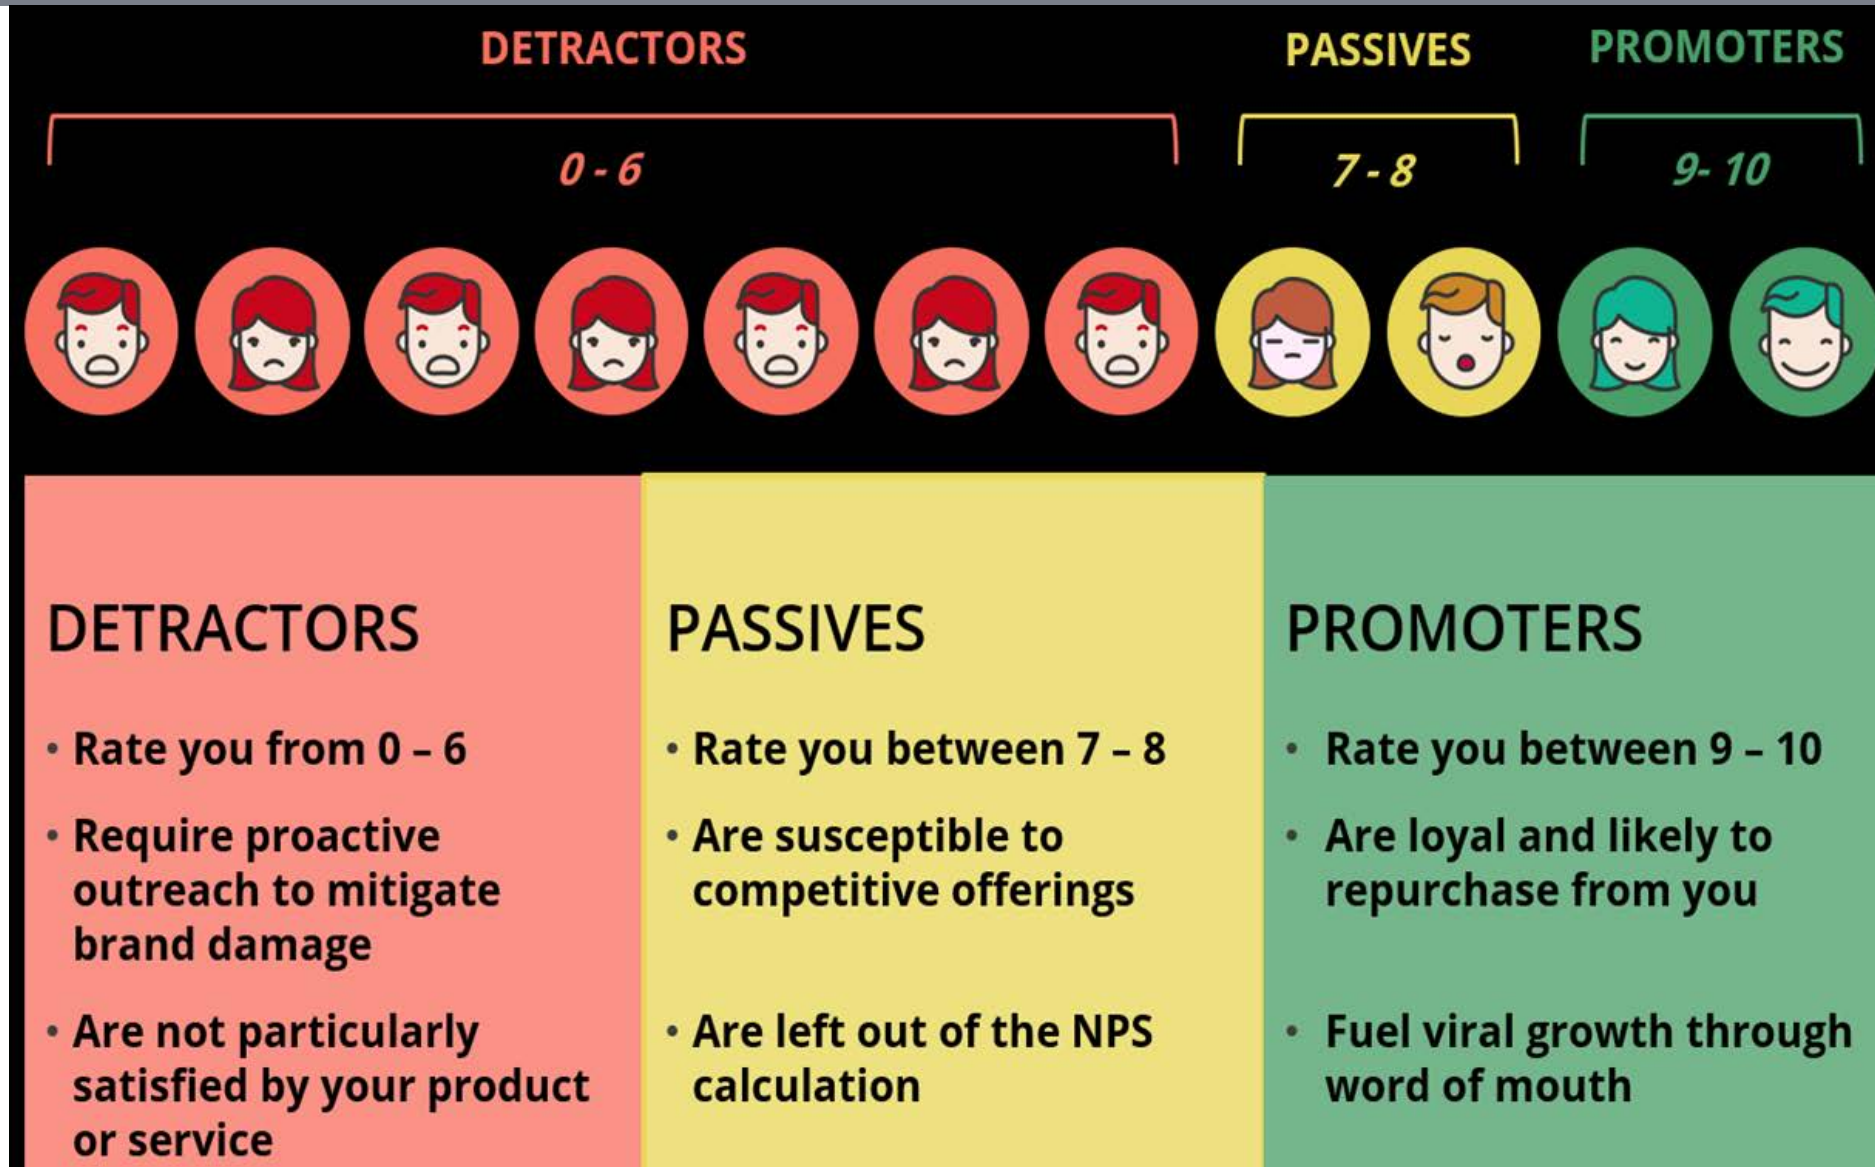 DETRACTORS
PASSIVES
PROMOTERS
0 - 6
7 - 8
9- 10
DETRACTORS
• Rate you from 0 – 6
• Require proactive
outreach to mitigate
brand damage
• Are not particularly
satisfied by your product
or service
PASSIVES
• Rate you between 7 – 8
• Are susceptible to
competitive offerings
• Are left out of the NPS
calculation
PROMOTERS
• Rate you between 9 – 10
• Are loyal and likely to
repurchase from you
• Fuel viral growth through
word of mouth